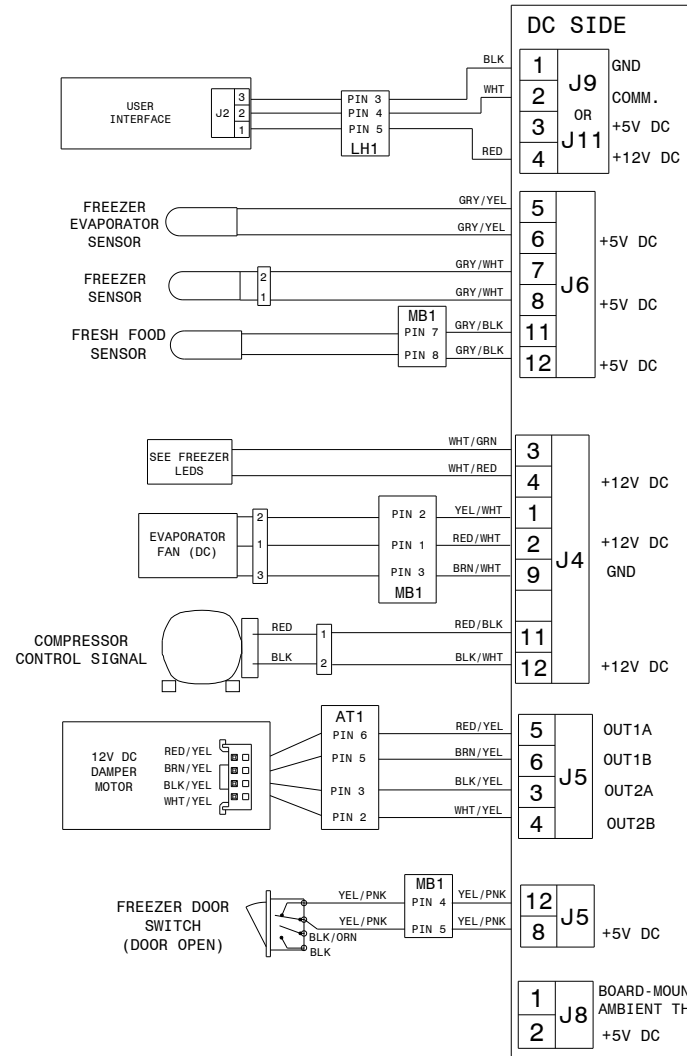 DC SIDE
BLK
1
GND
J9
USER
INTERFACE
J2
3
2
1
PIN 3
PIN 4
PIN 5
LH1
WHT
2
COMM.
OR
3
+5V DC
J11
RED
4
+12V DC
FREEZER
EVAPORATOR
SENSOR
GRY/YEL
5
GRY/YEL
6
+5V DC
FREEZER
SENSOR
2
1
GRY/WHT
7
J6
GRY/WHT
8
+5V DC
FRESH FOOD
SENSOR
MB1
PIN 7
PIN 8
GRY/BLK
11
GRY/BLK
12
+5V DC
SEE FREEZER
LEDS
WHT/GRN
3
WHT/RED
4
+12V DC
EVAPORATOR
FAN (DC)
2
1
3
PIN 2
PIN 1
PIN 3
MB1
YEL/WHT
1
RED/WHT
2
+12V DC
J4
BRN/WHT
9
GND
COMPRESSOR
CONTROL SIGNAL
RED
1
RED/BLK
11
BLK
2
BLK/WHT
12
+12V DC
12V DC
DAMPER
MOTOR
RED/YEL
BRN/YEL
BLK/YEL
WHT/YEL
AT1
PIN 6
PIN 5
PIN 3
PIN 2
RED/YEL
5
OUT1A
BRN/YEL
6
OUT1B
J5
BLK/YEL
3
OUT2A
WHT/YEL
4
OUT2B
FREEZER DOOR
SWITCH
(DOOR OPEN)
YEL/PNK
YEL/PNK
BLK/ORN
BLK
MB1
PIN 4
PIN 5
YEL/PNK
12
YEL/PNK
8
J5
+5V DC
1
J8
BOARD-MOUN
AMBIENT TH
2
+5V DC